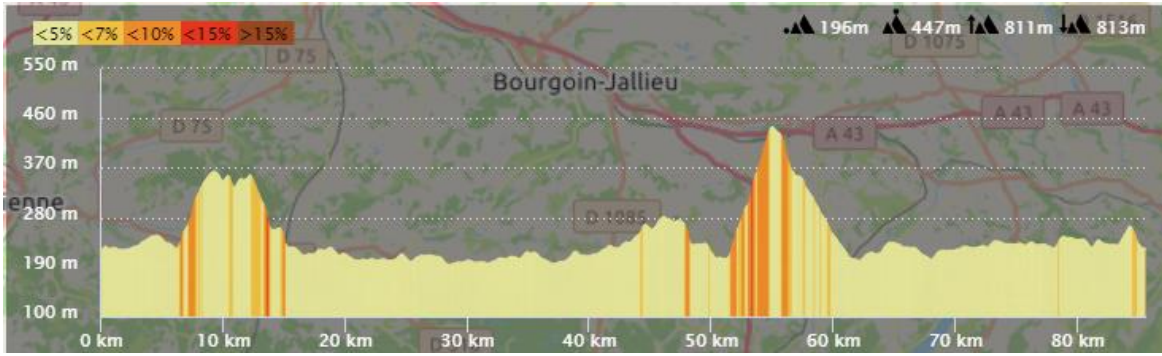 A 43
<5% <7% <10% <15% >15%
196m 447m 811m 813m
D 75
D 1075
550 m
Bourgoin-Jallieu
460 m
D 75
A 43
A 43
A 43
370 m
enne
280 m
D 1085
190 m
100 m
0 km 10 km 20 km 30 km 40 km 50 km 60 km 70 km 80 km